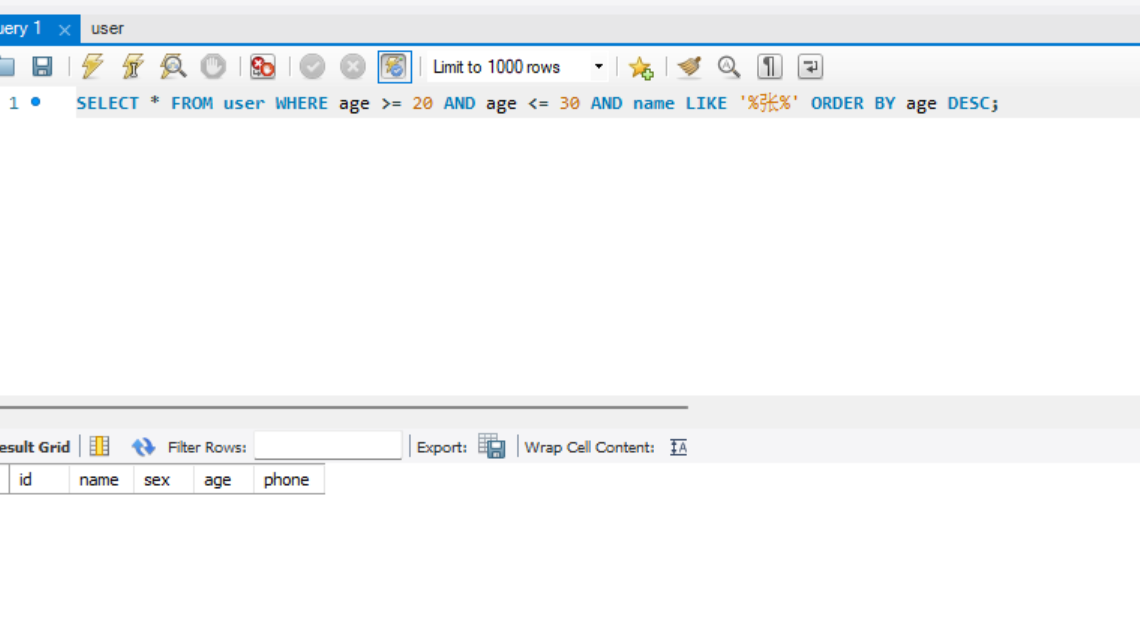 uery 1 user
Limit to 1000 rows
1 SELECT * FROM user WHERE age >= 20 AND age <= 30 AND name LIKE '%张%' ORDER BY age DESC;
esult Grid Filter Rows: Export: Wrap Cell Content:
id name sex age phone